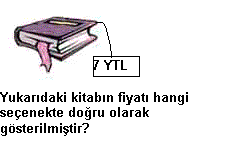 7 YTL
Yukarıdaki kitabın fiyatı hangi
seçenekte doğru olarak
gösterilmiştir?